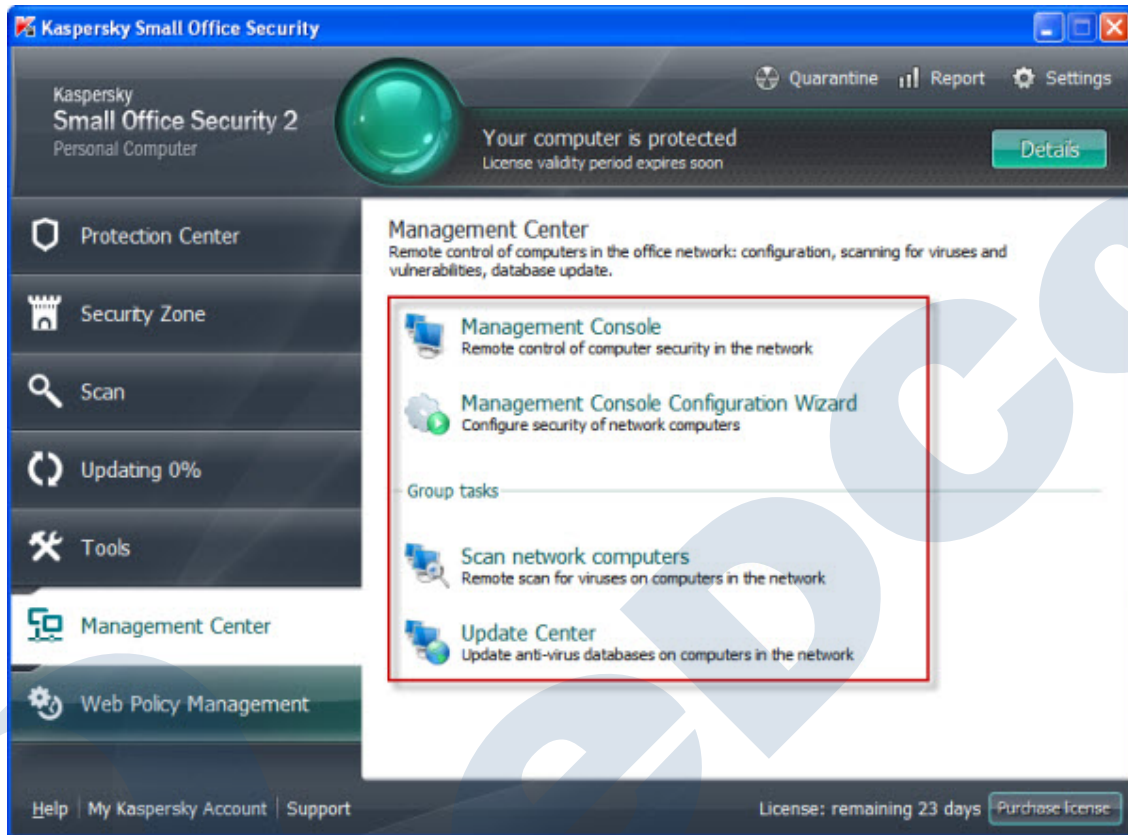 Kaspersky Small Office Security
Kaspersky
Small Office Security 2
Personal Computer
Quarantine
Report
Settings
Your computer is protected
License validity period expires soon
Details
Protection Center
Security Zone
Scan
Updating 0%
Tools
Management Center
Web Policy Management
Management Center
Remote control of computers in the office network: configuration, scanning for viruses and
vulnerabilities, database update.
Management Console
Remote control of computer security in the network
Management Console Configuration Wizard
Configure security of network computers
Group tasks
Scan network computers
Remote scan for viruses on computers in the network
Update Center
Update anti-virus databases on computers in the network
Help | My Kaspersky Account | Support
License: remaining 23 days
Purchase license